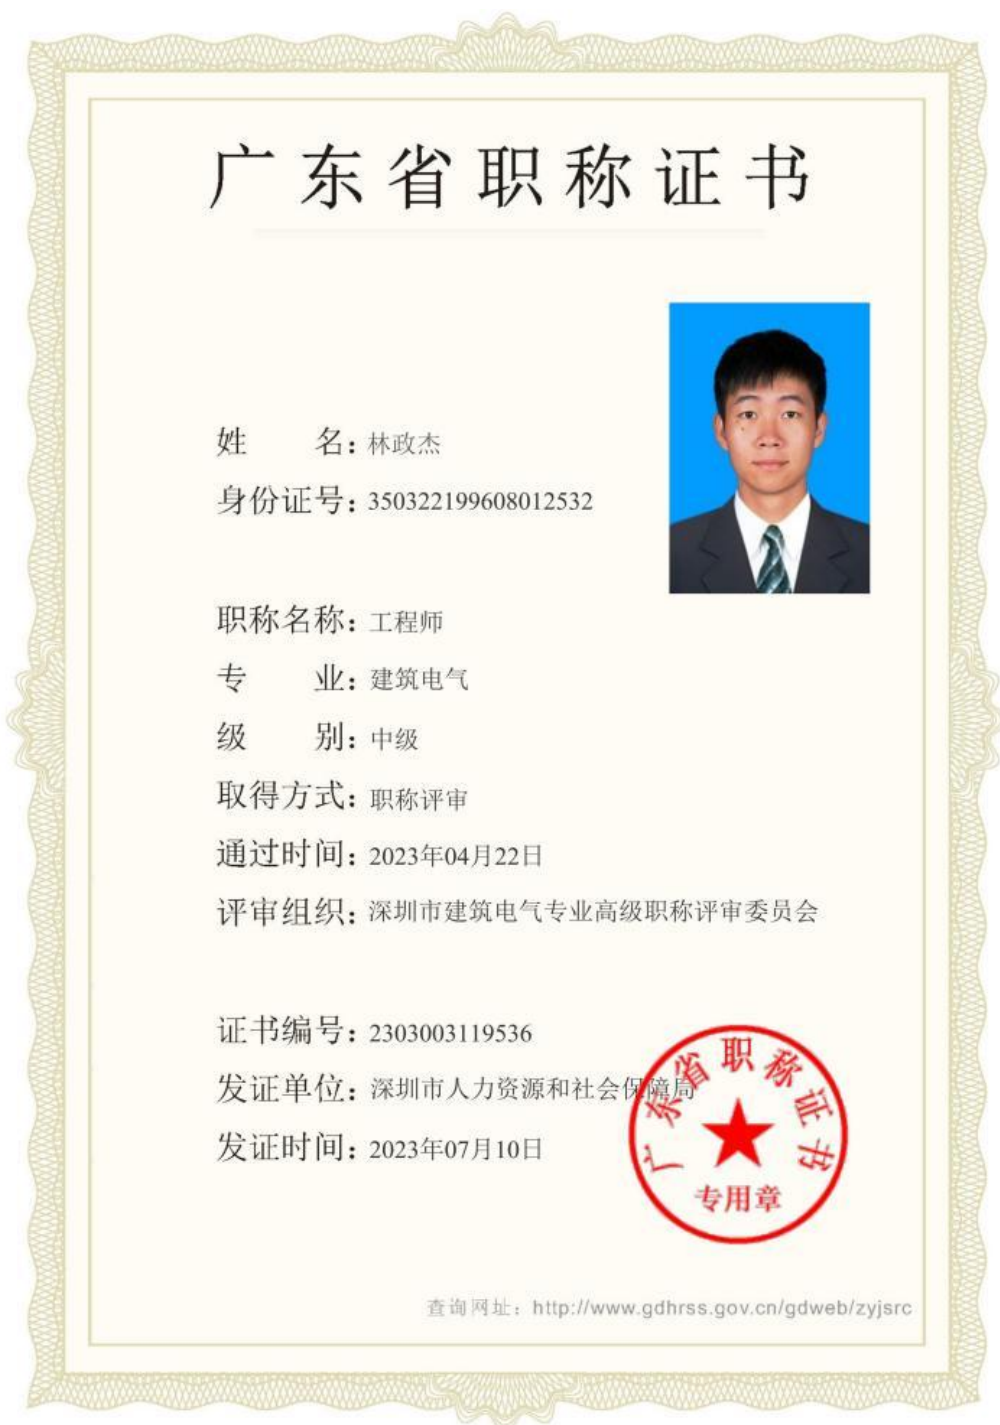 广东省职称证书
姓名：林政杰
身份证号：350322199608012532
职称名称：工程师
专业：建筑电气
级别：中级
取得方式：职称评审
通过时间：2023年04月22日
评审组织：深圳市建筑电气专业高级职称评审委员会
证书编号：2303003119536
发证单位：深圳市人力资源和社会保障局
发证时间：2023年07月10日
广东省职称证书
专用章
查询网址：http://www.gdhrss.gov.cn/gdweb/zyjsrc